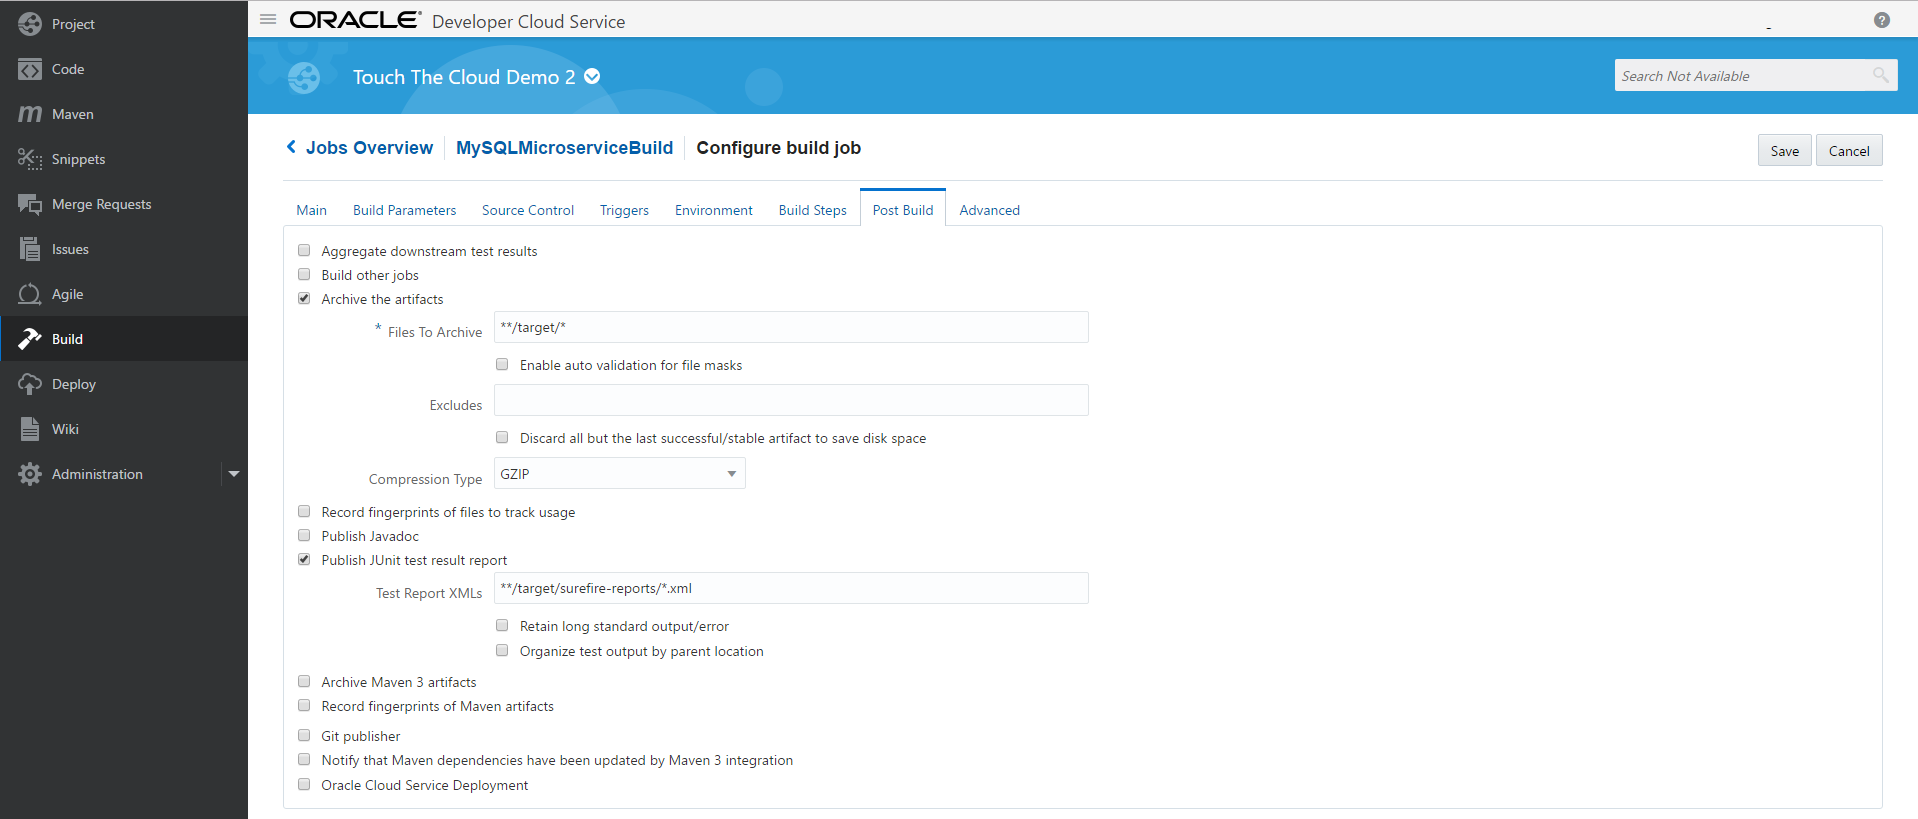 Project
Code
Maven
Snippets
Merge Requests
Issues
Agile
Build
Deploy
Wiki
Administration
ORACLE® Developer Cloud Service
?
Touch The Cloud Demo 2
Search Not Available
Jobs Overview MySQLMicroserviceBuild Configure build job
Save Cancel
Main Build Parameters Source Control Triggers Environment Build Steps Post Build Advanced
Aggregate downstream test results
Build other jobs
Archive the artifacts
* Files To Archive **/target/*
Enable auto validation for file masks
Excludes
Discard all but the last successful/stable artifact to save disk space
Compression Type GZIP
Record fingerprints of files to track usage
Publish Javadoc
Publish JUnit test result report
Test Report XMLs **/target/surefire-reports/*.xml
Retain long standard output/error
Organize test output by parent location
Archive Maven 3 artifacts
Record fingerprints of Maven artifacts
Git publisher
Notify that Maven dependencies have been updated by Maven 3 integration
Oracle Cloud Service Deployment